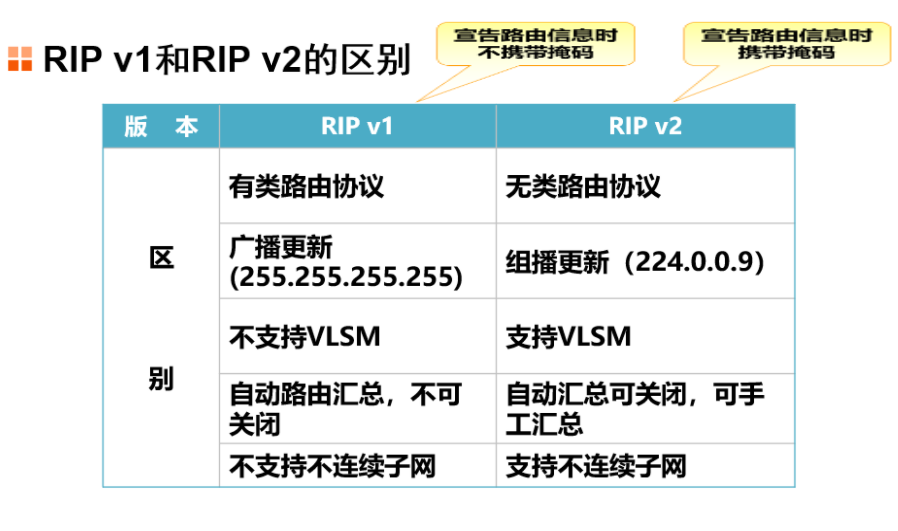 RIP v1和RIP v2的区别
宣告路由信息时
不携带掩码
宣告路由信息时
携带掩码
版 本
RIP v1
RIP v2
区
别
有类路由协议
无类路由协议
广播更新
(255.255.255.255)
组播更新（224.0.0.9）
不支持VLSM
支持VLSM
自动路由汇总，不可
关闭
自动汇总可关闭，可手
工汇总
不支持不连续子网
支持不连续子网